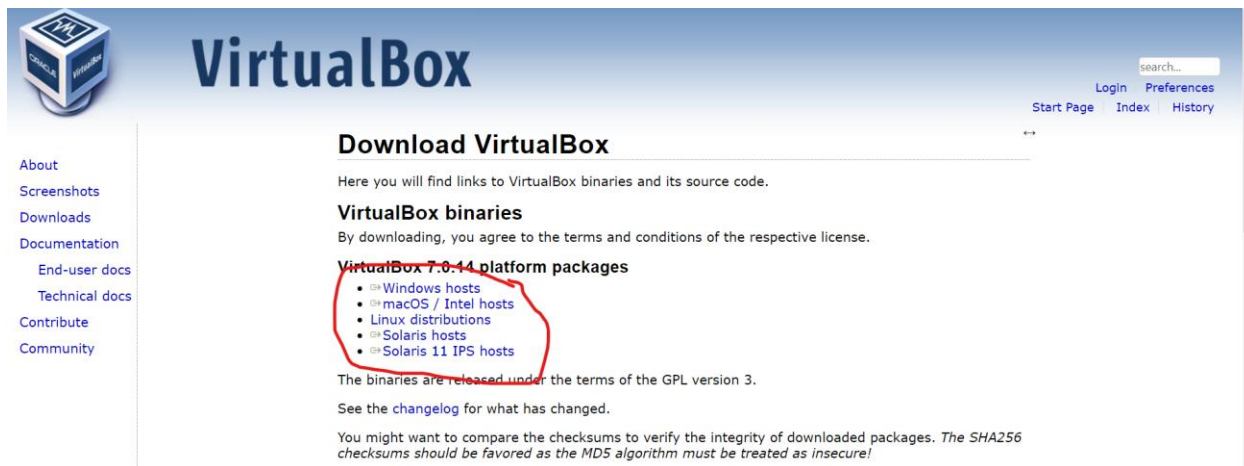 ORACLE
VirtualBox
VirtualBox
search...
Login Preferences
Start Page Index History
About
Screenshots
Downloads
Documentation
End-user docs
Technical docs
Contribute
Community
Download VirtualBox
Here you will find links to VirtualBox binaries and its source code.
VirtualBox binaries
By downloading, you agree to the terms and conditions of the respective license.
VirtualBox 7.0.14 platform packages
Windows hosts
macOS / Intel hosts
Linux distributions
Solaris hosts
Solaris 11 IPS hosts
The binaries are released under the terms of the GPL version 3.
See the changelog for what has changed.
You might want to compare the checksums to verify the integrity of downloaded packages. The SHA256
checksums should be favored as the MD5 algorithm must be treated as insecure!